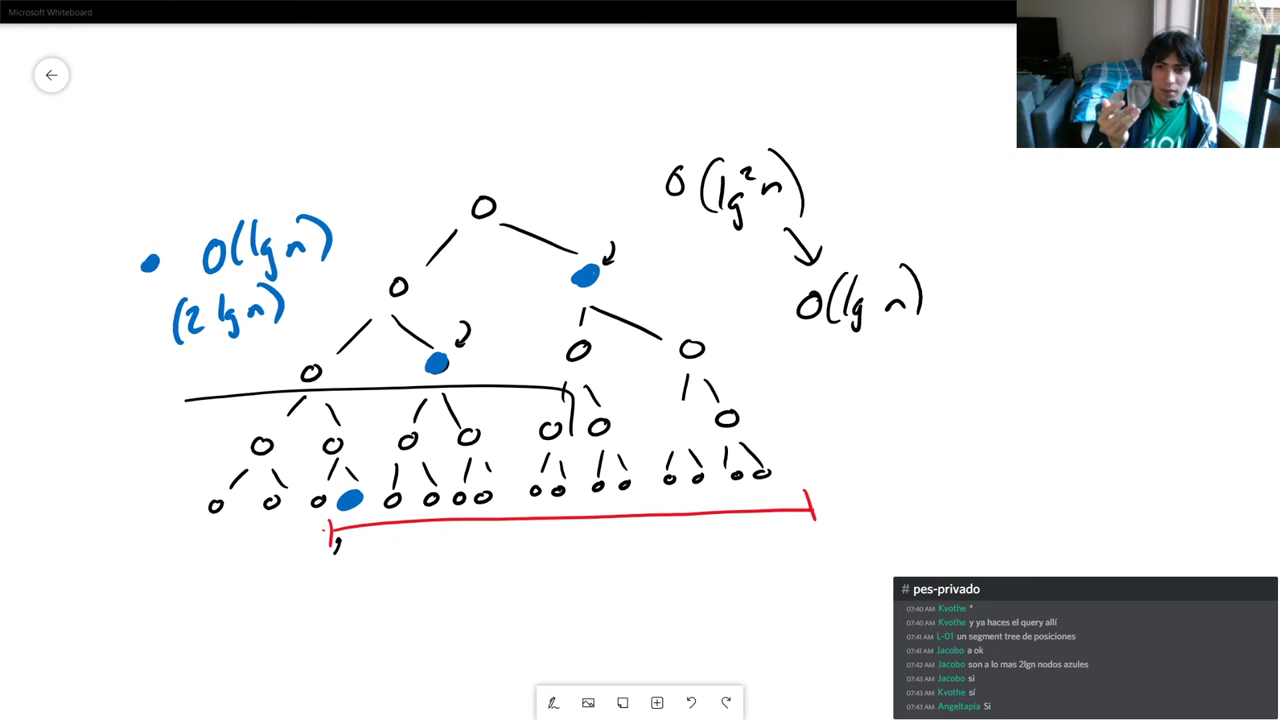 Microsoft Whiteboard
O(lg²n)
O(lg n)
O(lg n)
(2 lg n)
# pes-privado
07:40 AM Kvothe *
07:40 AM Kvothe y ya haces el query allí
07:41 AM L-01 un segment tree de posiciones
07:41 AM Jacobo a ok
07:42 AM Jacobo son a lo mas 2lgn nodos azules
07:43 AM Jacobo si
07:43 AM Kvothe sí
07:43 AM Angeltapia Si